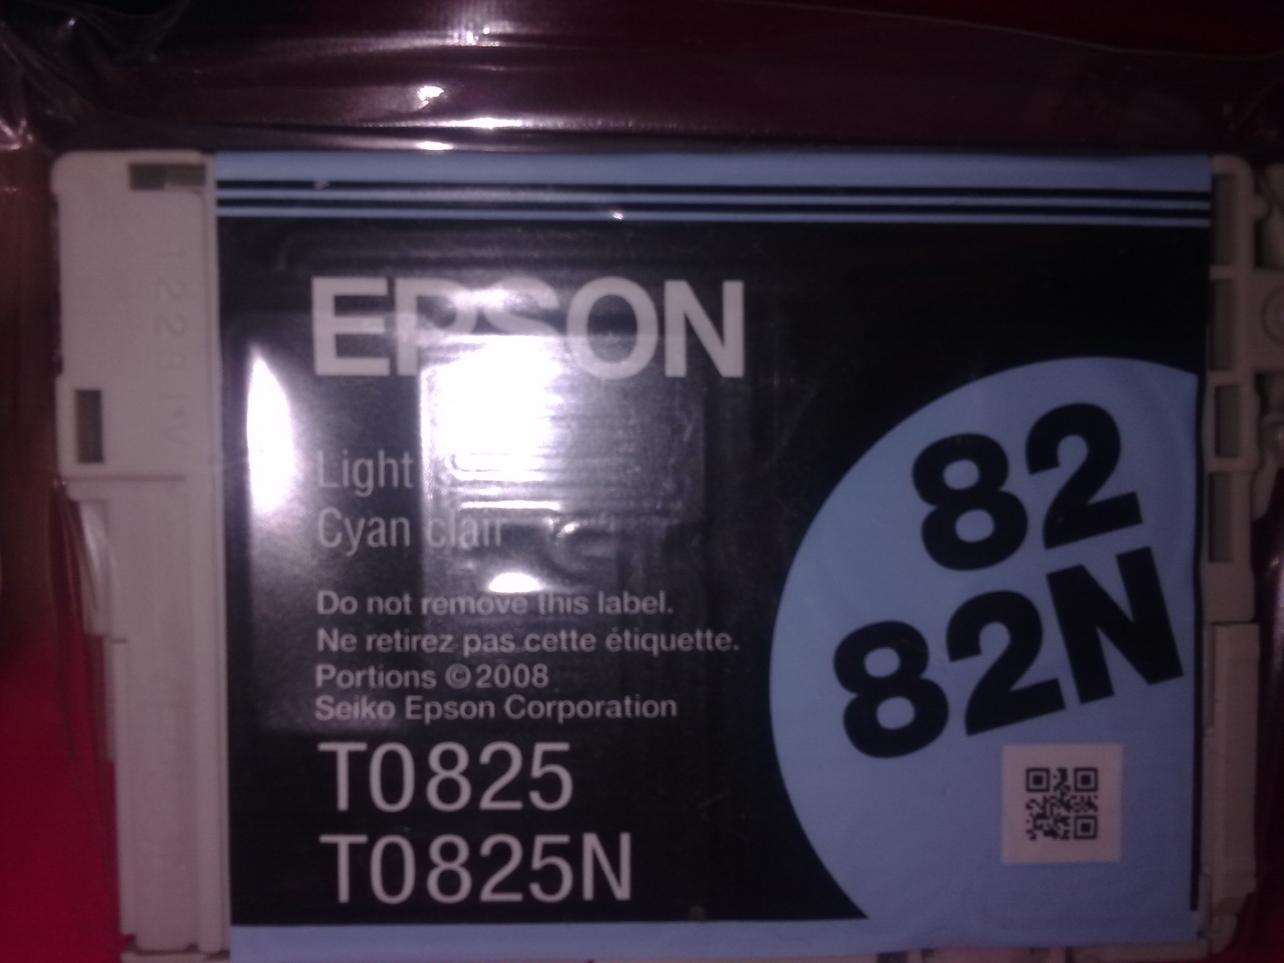 EPSON
Light
Cyan clair
Do not remove this label.
Ne retirez pas cette étiquette.
Portions © 2008
Seiko Epson Corporation
T0825
T0825N
82
82N